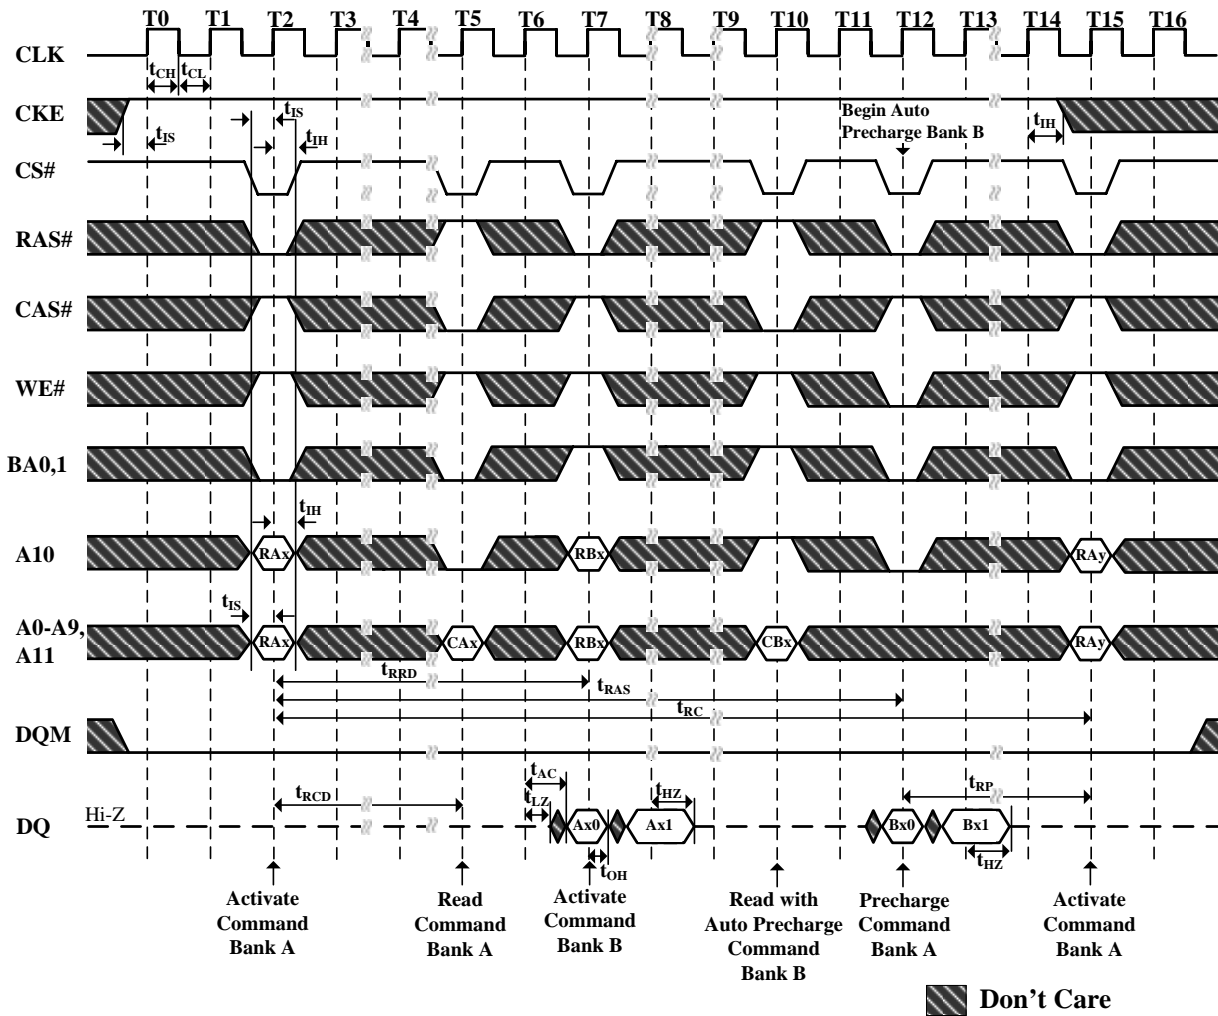 T0 T1 T2 T3 T4 T5 T6 T7 T8 T9 T10 T11 T12 T13 T14 T15 T16
CLK
tCH tCL
CKE
tIS
tIS
tIH
Begin Auto
Precharge Bank B
tIH
CS#
RAS#
CAS#
WE#
BA0,1
tIH
A10
RAx RBx RAy
tIS
A0-A9,
A11
RAx CAx RBx CBx RAy
tRRD
tRAS
tRC
DQM
tRCD
tAC
tLZ
tHZ
tRP
Hi-Z
DQ
Ax0 Ax1 Bx0 Bx1
tOH
tHZ
Activate
Command
Bank A
Read
Command
Bank A
Activate
Command
Bank B
Read with
Auto Precharge
Command
Bank B
Precharge
Command
Bank A
Activate
Command
Bank A
Don't Care